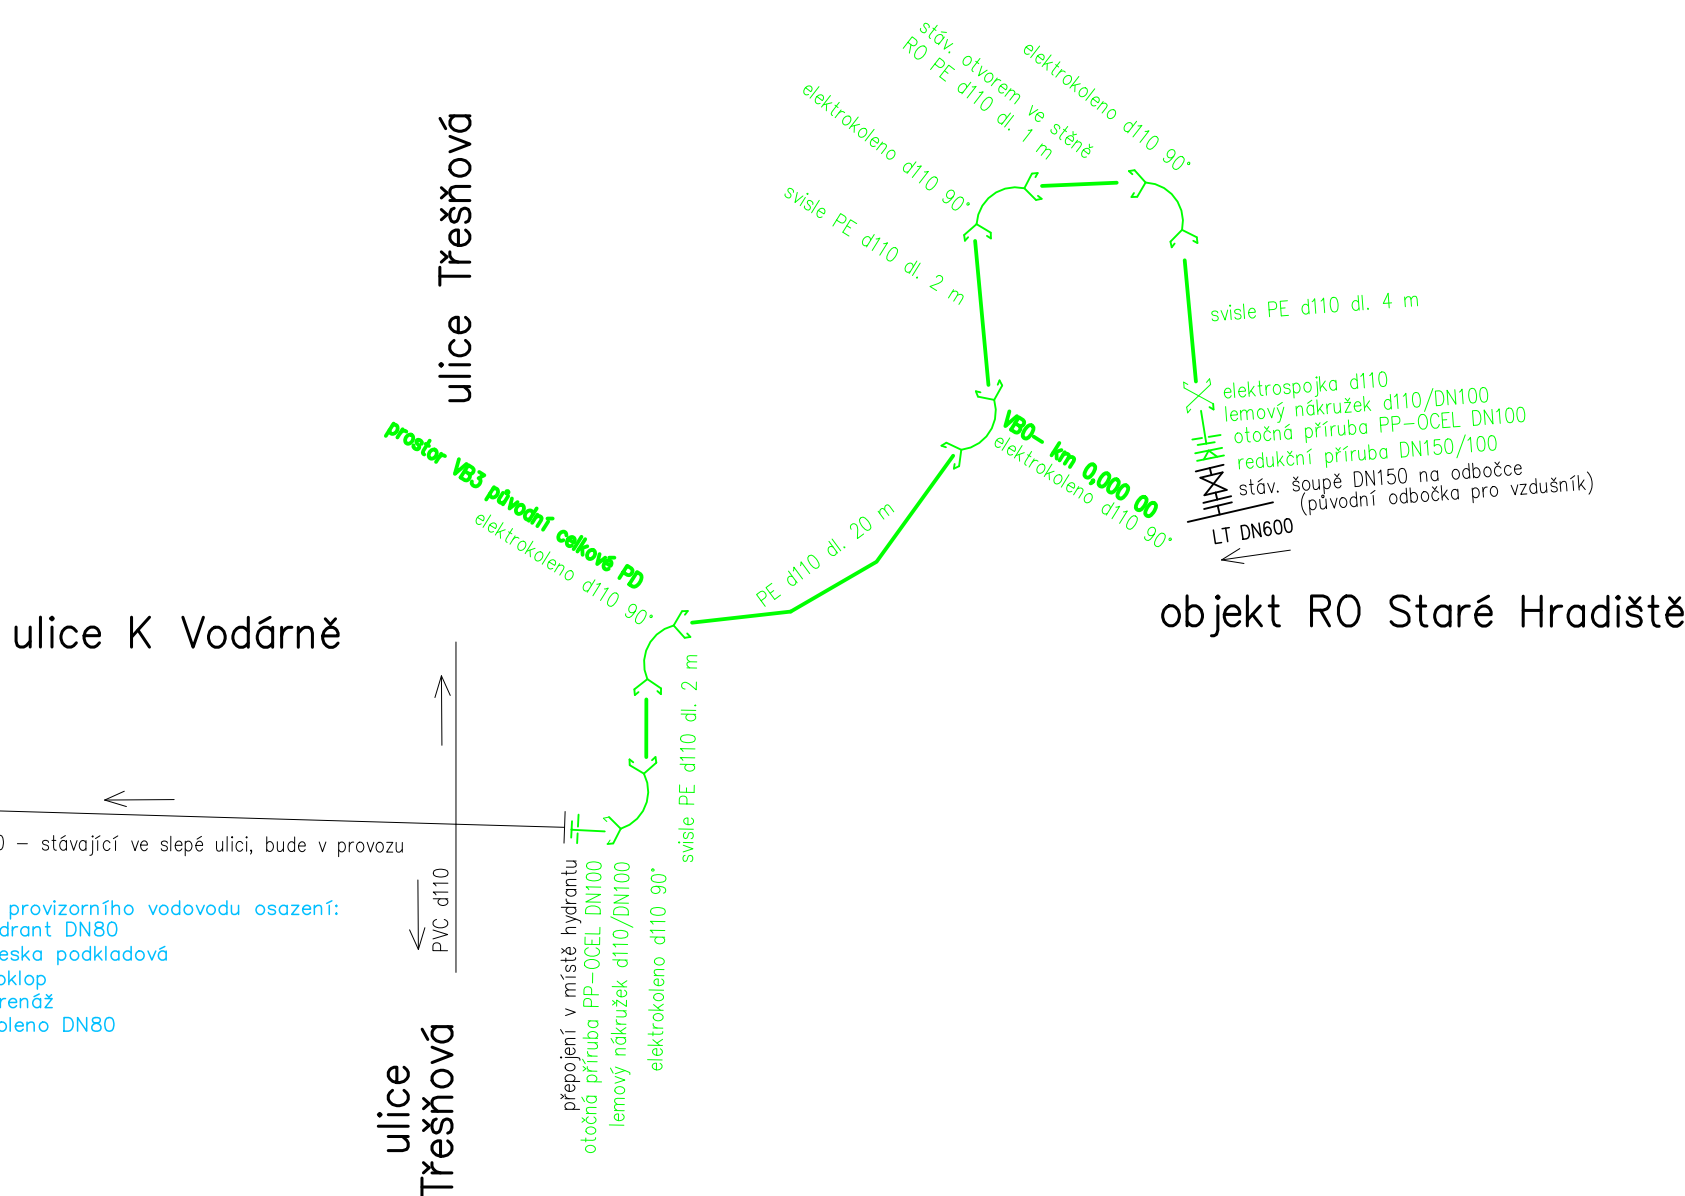 stáv. otvorem ve stěně
RO PE d110 dl. 1 m
elektrokoleno d110 90°
elektrokoleno d110 90°
svisle PE d110 dl. 2 m
ulice Třešňová
svisle PE d110 dl. 4 m
elektrospojka d110
lemový nákružek d110/DN100
otočná příruba PP-OCEL DN100
redukční příruba DN150/100
stáv. šoupě DN150 na odbočce
(původní odbočka pro vzdušník)
LT DN600
VB0- km 0,000 00
elektrokoleno d110 90°
prostor VB3 původní celkové PD
elektrokoleno d110 90°
PE d110 dl. 20 m
objekt RO Staré Hradiště
ulice K Vodárně
svisle PE d110 dl. 2 m
0 – stávající ve slepé ulici, bude v provozu
PVC d110
přepojení v místě hydrantu
otočná příruba PP-OCEL DN100
lemový nákružek d110/DN100
elektrokoleno d110 90°
provizorního vodovodu osazení:
drant DN80
eska podkladová
oklop
renáž
oleno DN80
ulice
Třešňová